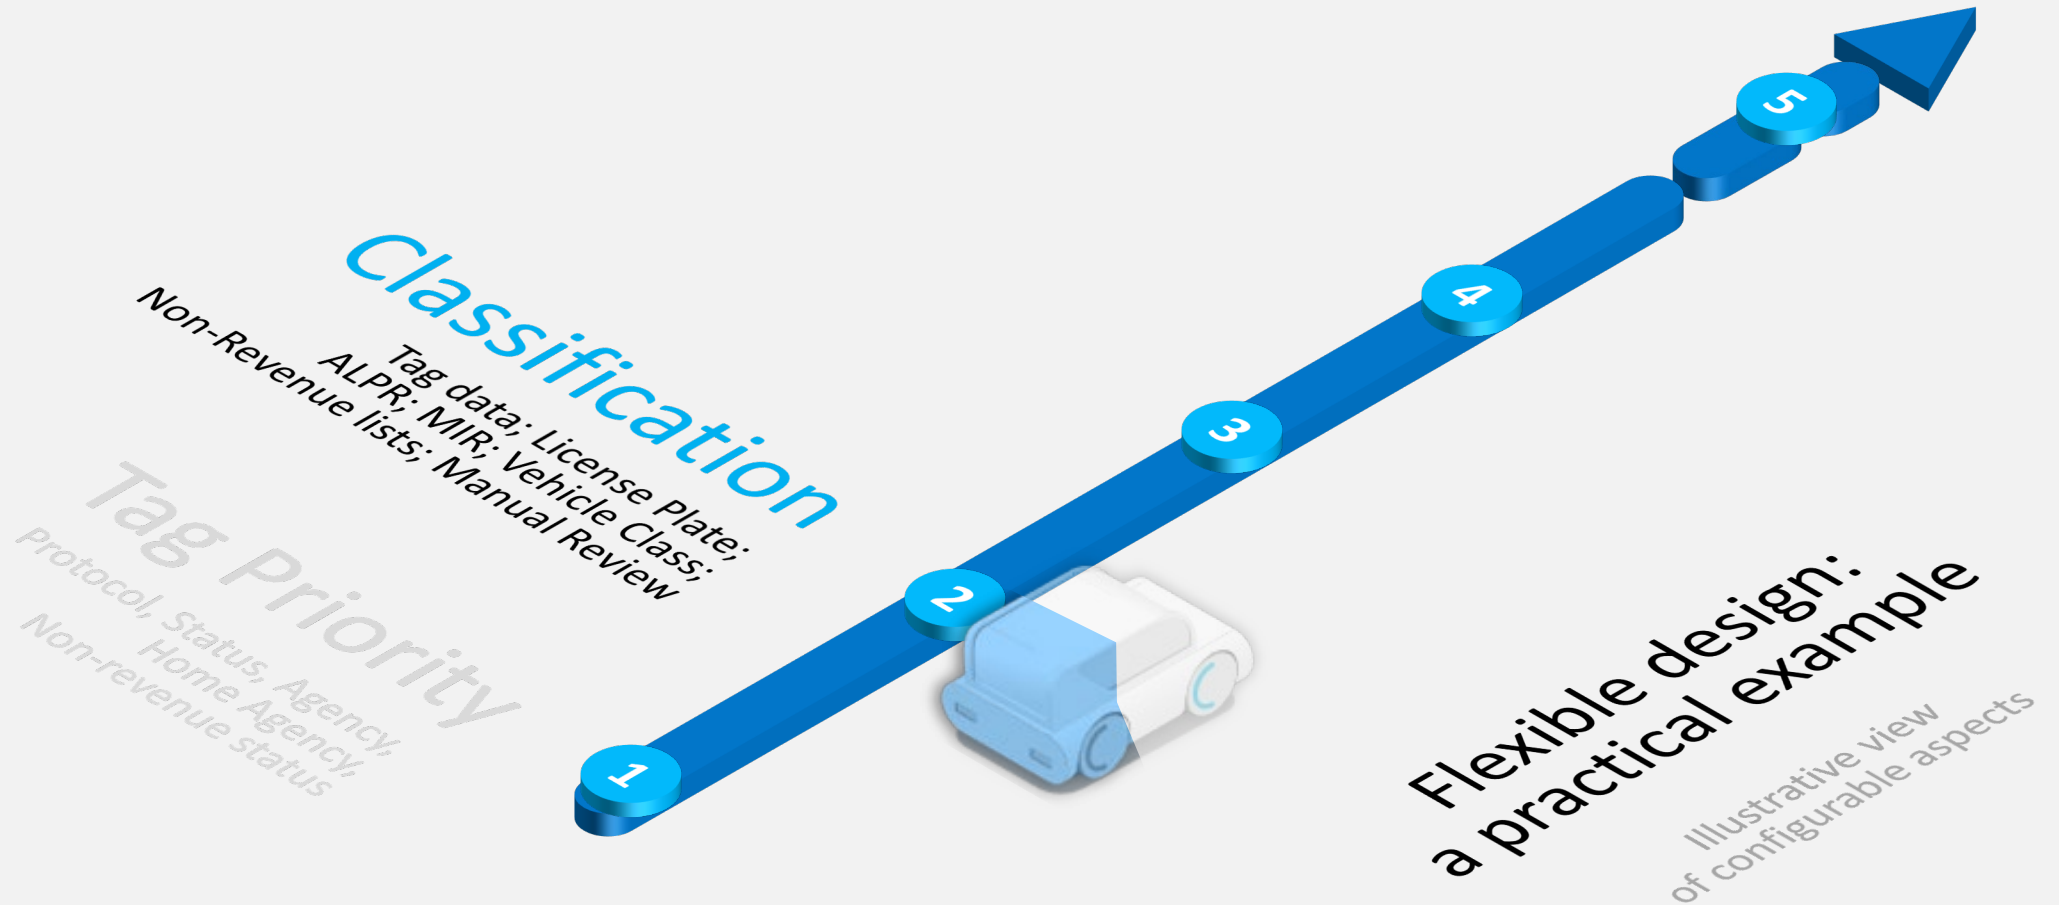 Classification
Tag data; License Plate;
ALPR; MIR; Vehicle Class;
Non-Revenue lists; Manual Review
Tag Priority
Protocol, Status, Agency,
Home Agency,
Non-revenue status
1
2
3
4
5
Flexible design:
a practical example
Illustrative view
of configurable aspects